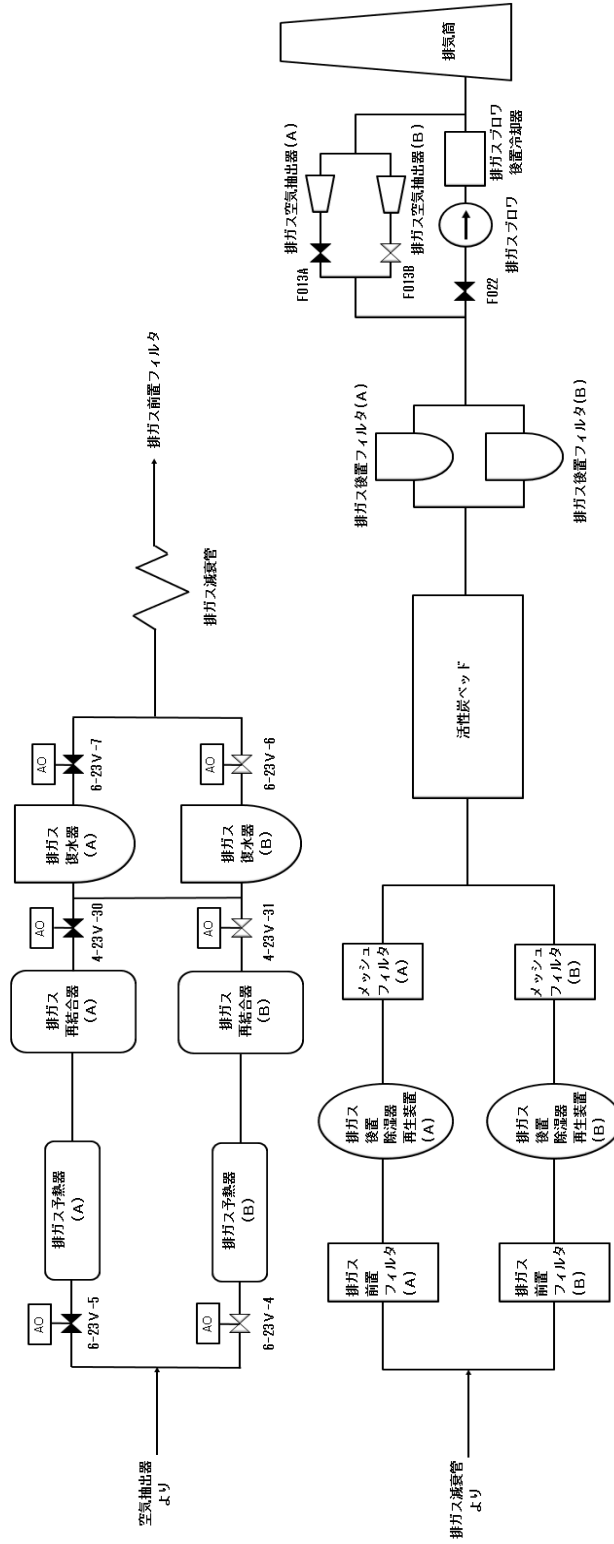 空気抽出器
より
AO
6-23V-5
AO
6-23V-4
排ガス予熱器
(A)
排ガス予熱器
(B)
排ガス
再結合器
(A)
排ガス
再結合器
(B)
AO
4-23V-30
AO
4-23V-31
排ガス
復水器
(A)
排ガス
復水器
(B)
AO
6-23V-7
AO
6-23V-6
排ガス減衰管
排ガス前置フィルタ
排ガス減衰管
より
排ガス
前置
フィルタ
(A)
排ガス
前置
フィルタ
(B)
排ガス
後置
除湿器
再生装置
(A)
排ガス
後置
除湿器
再生装置
(B)
メッシュ
フィルタ
(A)
メッシュ
フィルタ
(B)
活性炭ベッド
排ガス後置フィルタ(A)
排ガス後置フィルタ(B)
F013A
F013B
F022
排ガス空気抽出器(A)
排ガス空気抽出器(B)
排ガスブロワ
排ガスブロワ
後置冷却器
排気筒